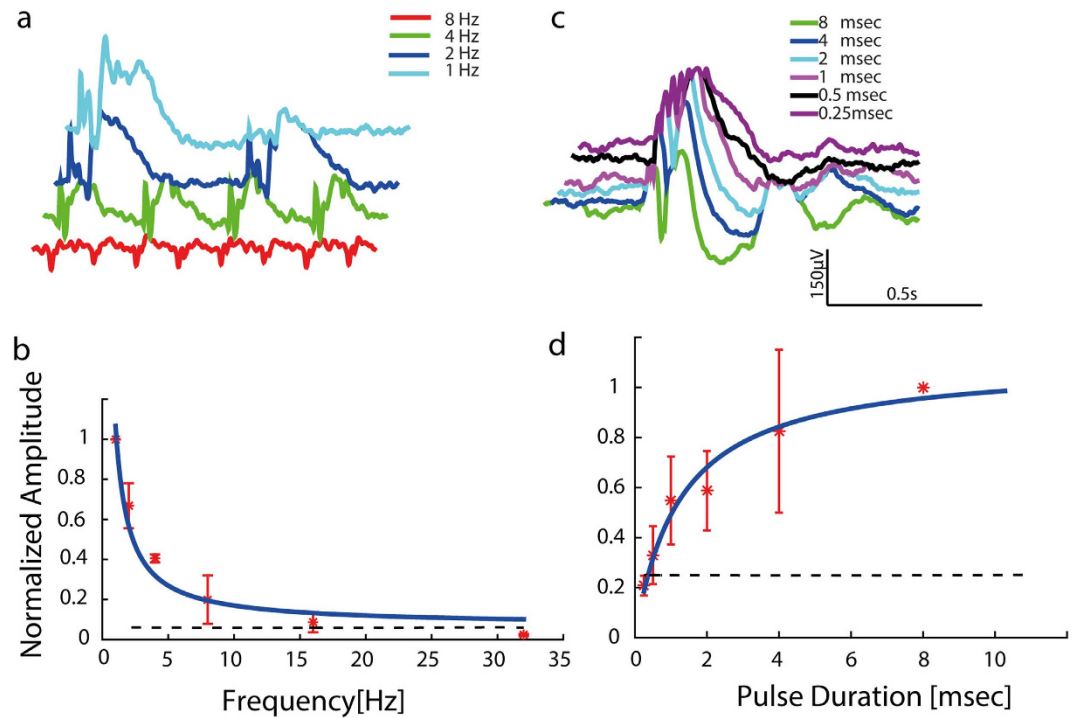 a
8 Hz
4 Hz
2 Hz
1 Hz
c
8 msec
4 msec
2 msec
1 msec
0.5 msec
0.25msec
150μV
0.5s
b
Normalized Amplitude
1
0.8
0.6
0.4
0.2
0
0 5 10 15 20 25 30 35
Frequency[Hz]
d
1
0.8
0.6
0.4
0.2
0
0 2 4 6 8 10
Pulse Duration [msec]